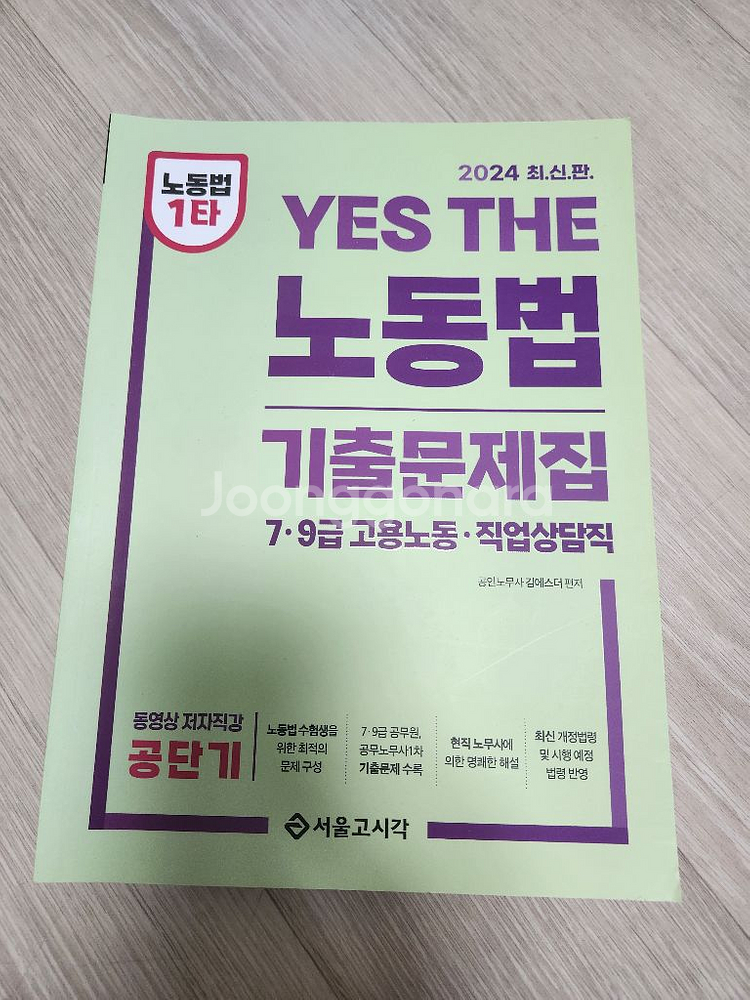 노동법
1타
2024 최.신.판.
YES THE
노동법
기출문제집
Joonggonara
7·9급 고용노동·직업상담직
공인노무사 김에스더 편저
동영상 저자직강
공단기
노동법 수험생을
위한 최적의
문제 구성
7·9급 공무원,
공무노무사1차
기출문제 수록
현직 노무사에
의한 명쾌한 해설
최신 개정법령
및 시행 예정
법령 반영
서울고시각